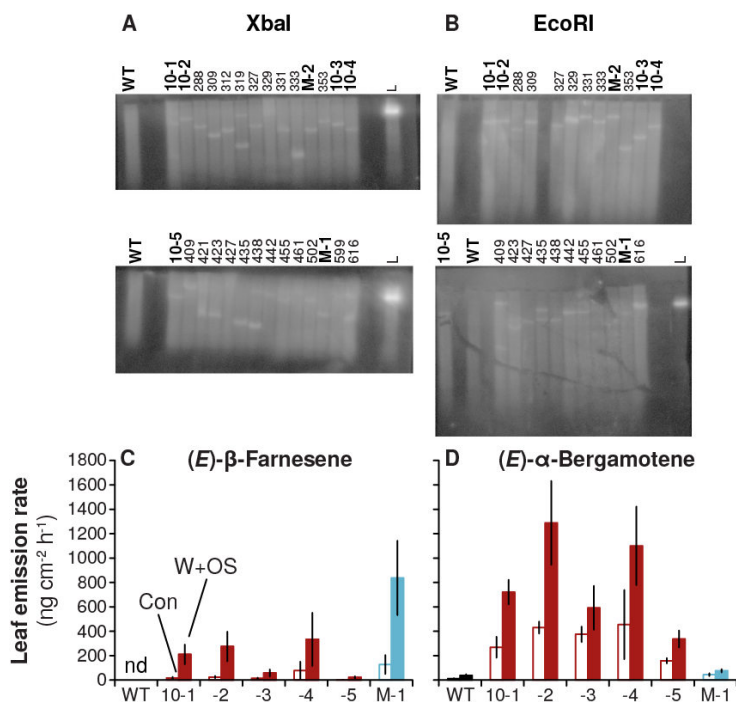 A XbaI
WT 10-1 10-2 288 309 312 319 327 329 331 333 M-2 353 10-3 10-4 L
WT 10-5 409 421 423 427 435 438 442 455 461 502 M-1 599 616 L
B EcoRI
WT 10-1 10-2 288 309 327 329 331 333 M-2 353 10-3 10-4
10-5 WT 409 423 427 435 438 442 455 461 502 M-1 616 L
Leaf emission rate
(ng cm⁻² h⁻¹)
C (E)-β-Farnesene
1800
1600
1400
1200
1000
800
600
400
200
0
W+OS
Con
nd
WT 10-1 -2 -3 -4 -5 M-1
D (E)-α-Bergamotene
WT 10-1 -2 -3 -4 -5 M-1